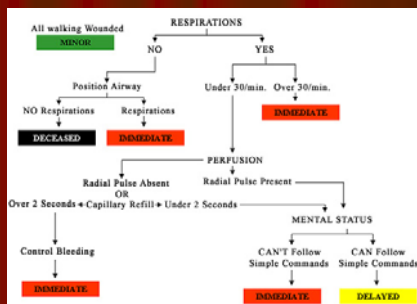 RESPIRATIONS
All walking Wounded
MINOR
NO
YES
Position Airway
Under 30/min.
Over 30/min.
NO Respirations
Respirations
IMMEDIATE
DECEASED
IMMEDIATE
PERFUSION
Radial Pulse Absent
OR
Radial Pulse Present
Over 2 Seconds
Capillary Refill
Under 2 Seconds
MENTAL STATUS
Control Bleeding
CAN'T Follow
Simple Commands
CAN Follow
Simple Commands
IMMEDIATE
IMMEDIATE
DELAYED